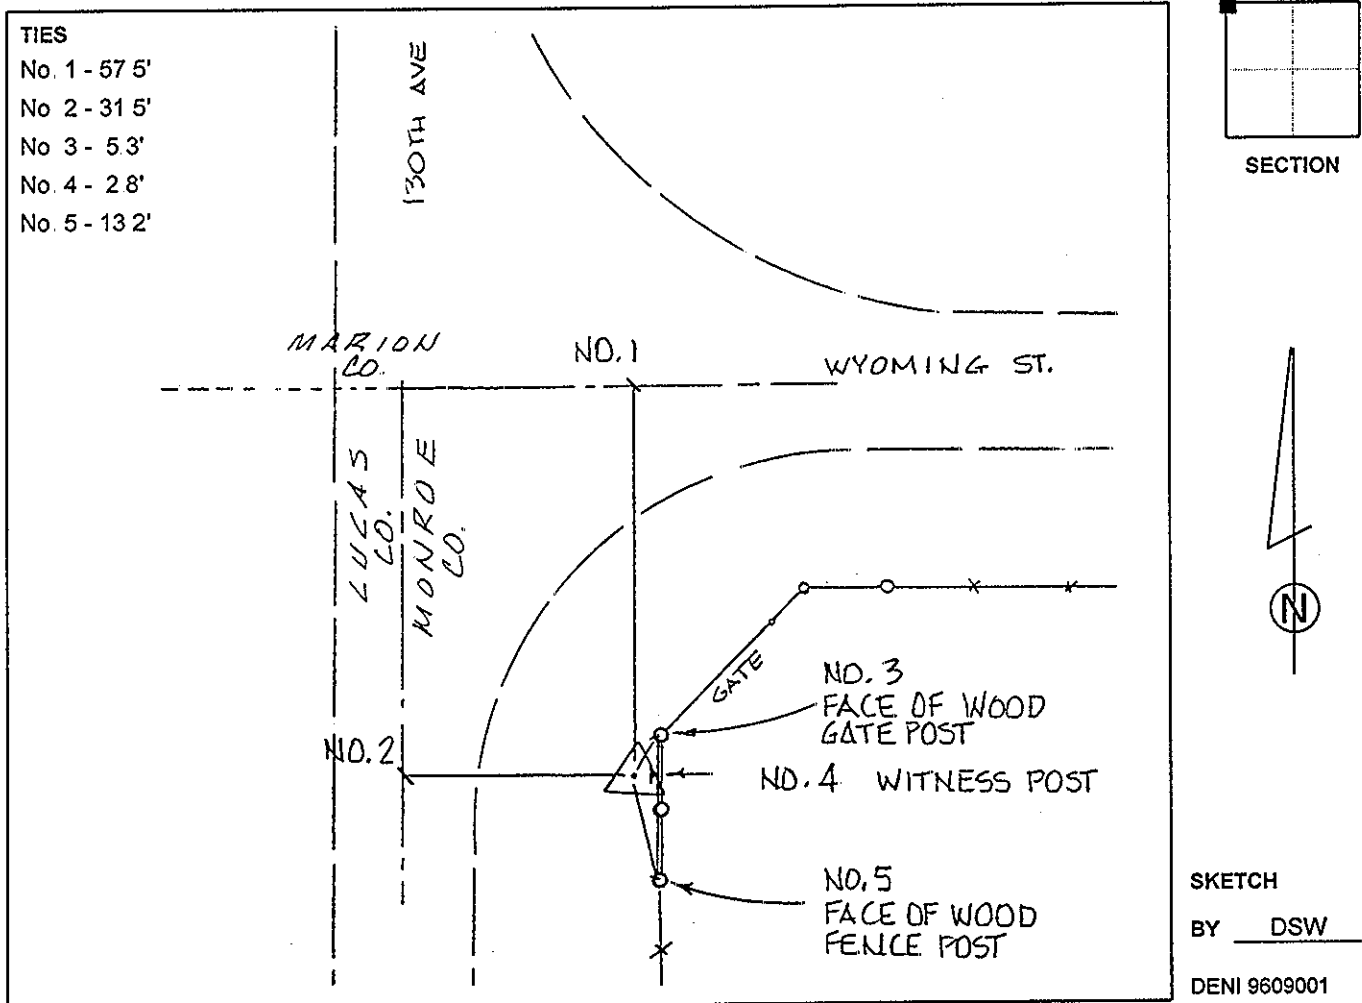 TIES
No. 1 - 57 5'
No 2 - 31 5'
No 3 - 5.3'
No. 4 - 2.8'
No. 5 - 13 2'
130TH AVE
SECTION
MARION
CO.
NO. 1
WYOMING ST.
LUCAS
CO.
MONROE
CO.
N
GATE
NO. 3
FACE OF WOOD
GATE POST
NO. 2
NO. 4 WITNESS POST
NO. 5
FACE OF WOOD
FENCE POST
SKETCH
BY DSW
DENI 9609001